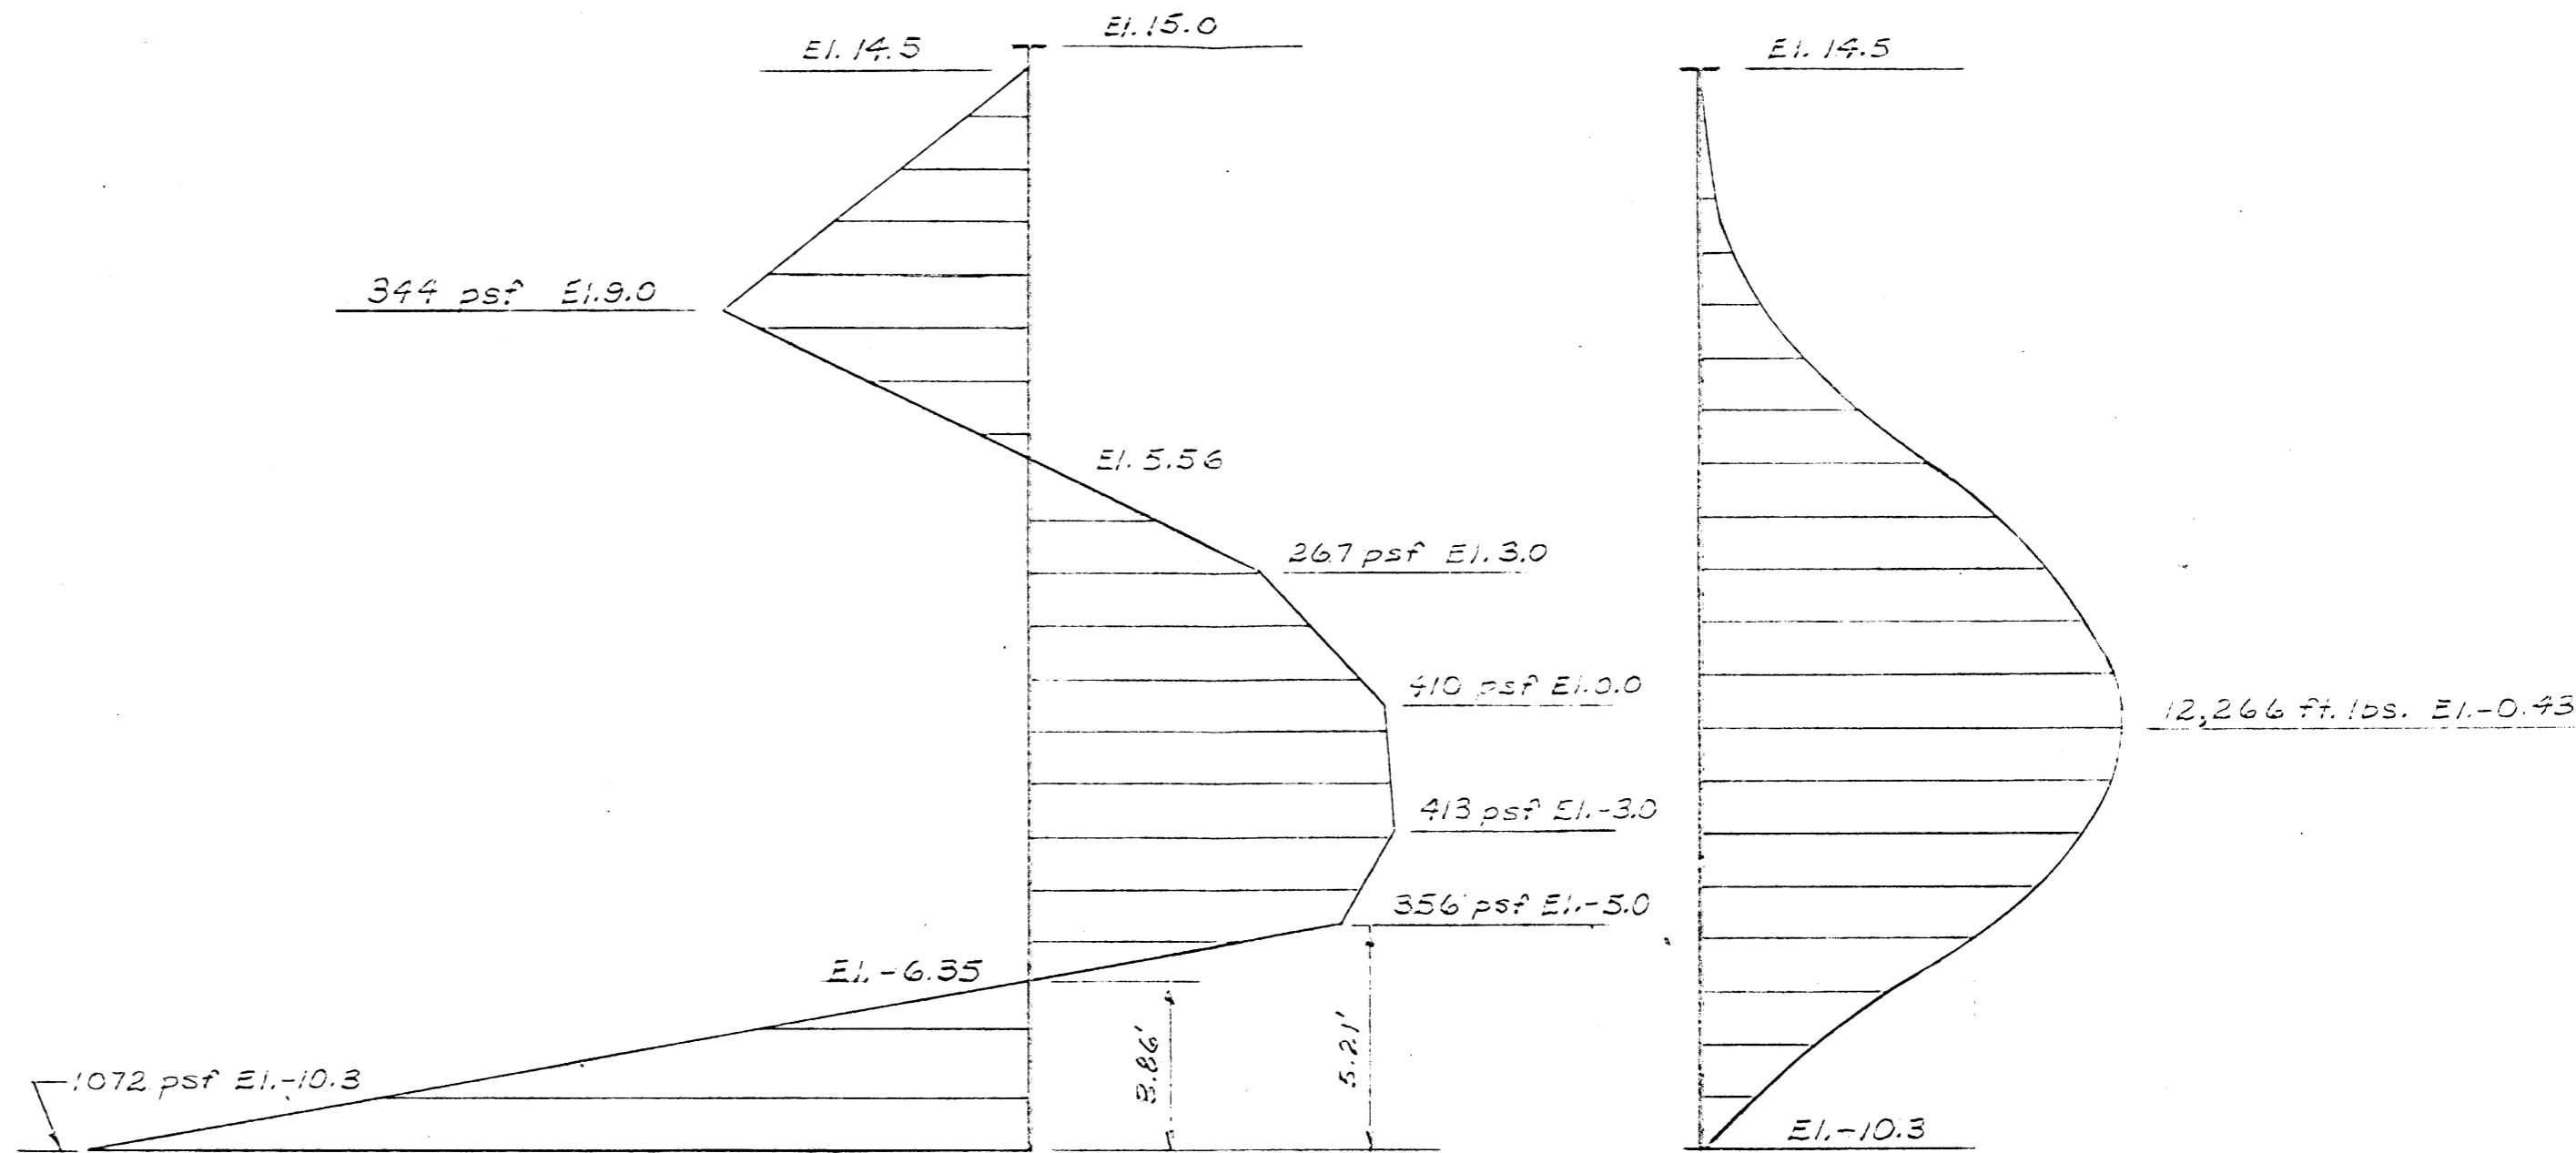 El. 15.0
El. 14.5
El. 14.5
344 psf El. 9.0
El. 5.56
267 psf El. 3.0
410 psf El. 0.0
12,266 ft. lbs. El. -0.43
413 psf El. -3.0
356 psf El. -5.0
El. -6.35
3.86'
5.21'
1072 psf El. -10.3
El. -10.3